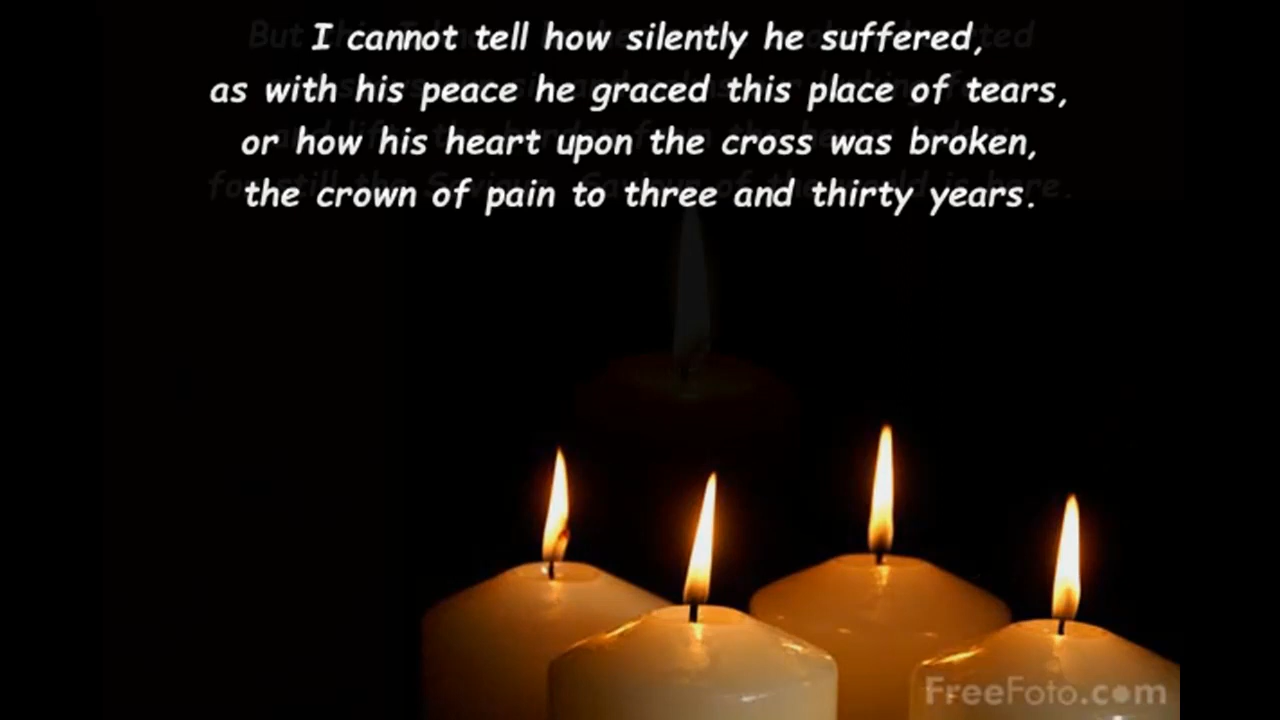 I cannot tell how silently he suffered,
as with his peace he graced this place of tears,
or how his heart upon the cross was broken,
the crown of pain to three and thirty years.
FreeFoto.com